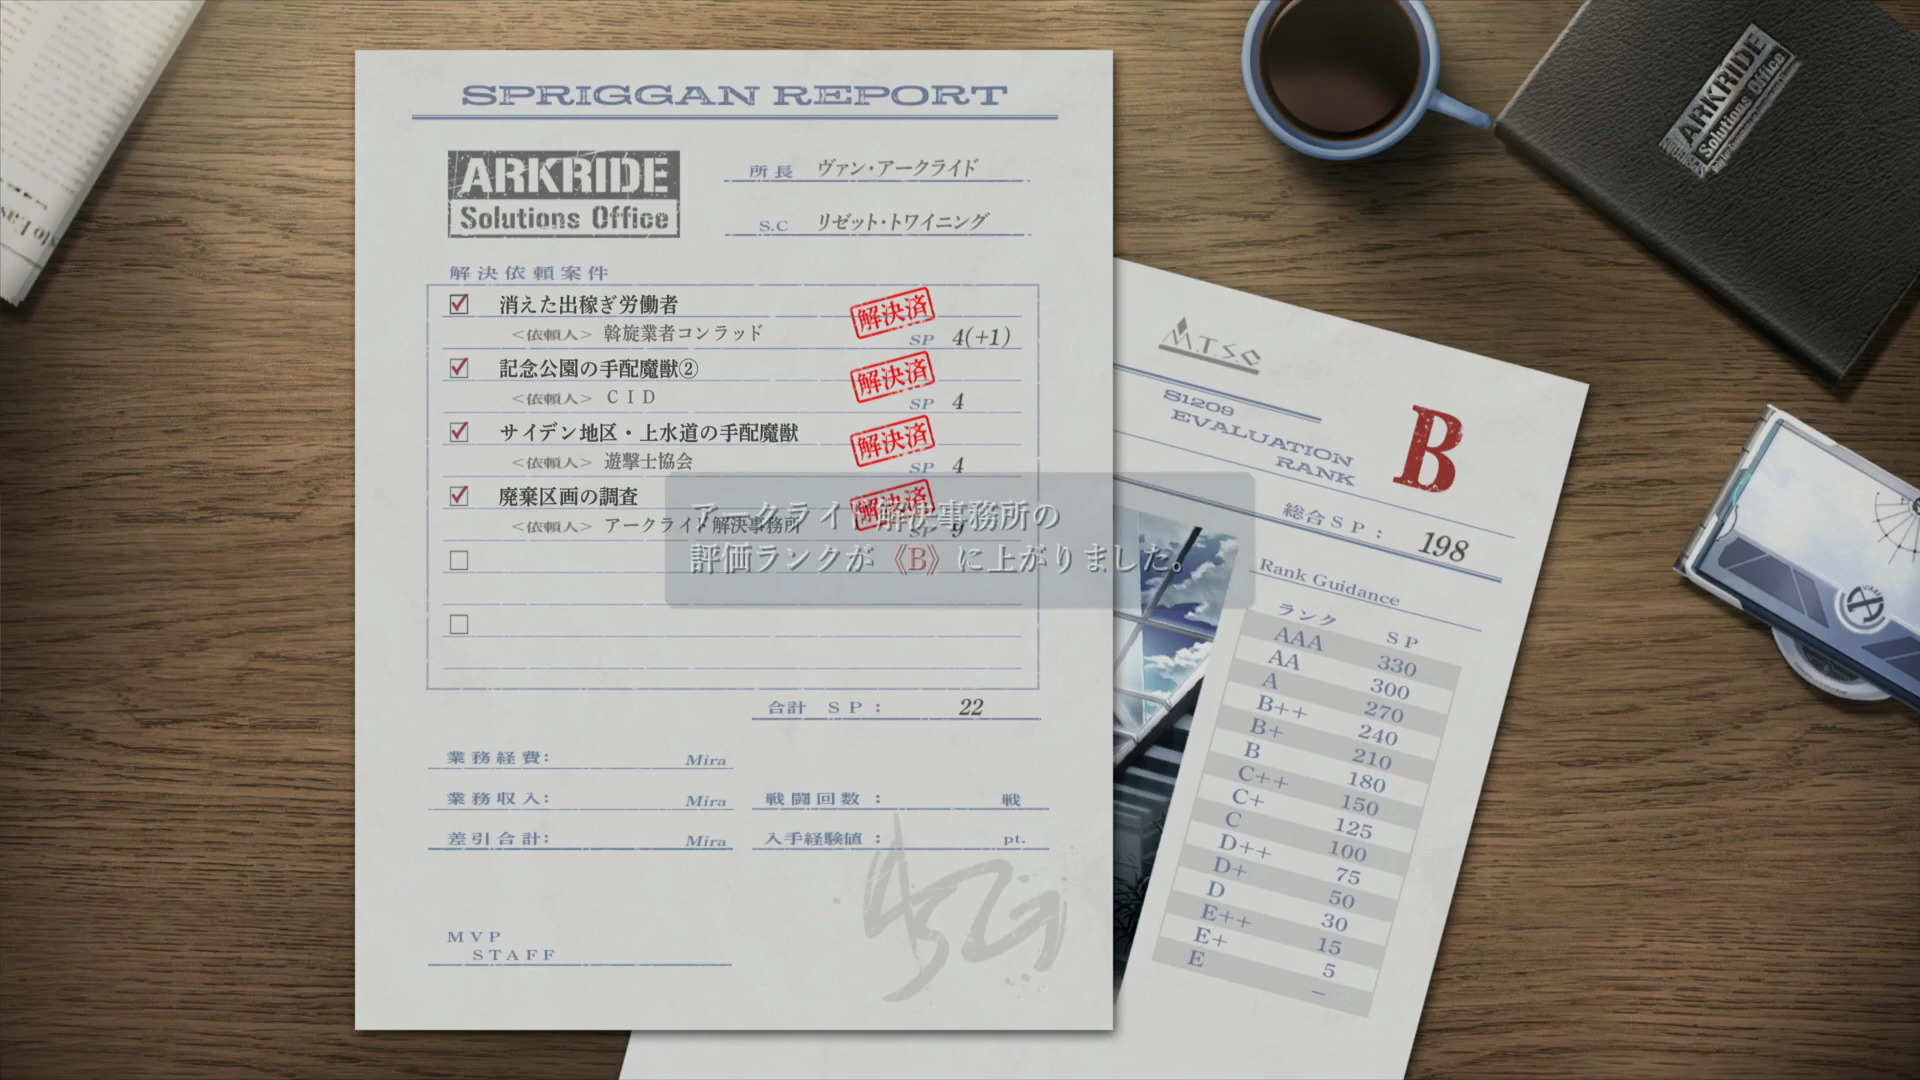 SPRIGGAN REPORT
ARKRIDE
Solutions Office
所長 ヴァン・アークライド
S.C リゼット・トワイニング
解決依頼案件
消えた出稼ぎ労働者
解決済
<依頼人> 斡旋業者コンラッド
SP 4(+1)
記念公園の手配魔獣②
解決済
<依頼人> CID
SP 4
サイデン地区・上水道の手配魔獣
解決済
<依頼人> 遊撃士協会
SP 4
廃棄区画の調査
解決済
<依頼人> アークライド解決事務所
SP 9
アークライド解決事務所の
評価ランクが《B》に上がりました。
合計 SP: 22
業務経費: Mira
業務収入: Mira
差引合計: Mira
戦闘回数: 戦
入手経験値: pt.
MVP
STAFF
M.T.S.C
S1209
EVALUATION
RANK
B
総合SP: 198
Rank Guidance
ランク SP
AAA 330
AA 300
A 270
B++ 240
B+ 210
B 180
C++ 150
C+ 125
C 100
D++ 75
D+ 50
D 30
E++ 15
E+ 5
E –
ARKRIDE
Solutions Office